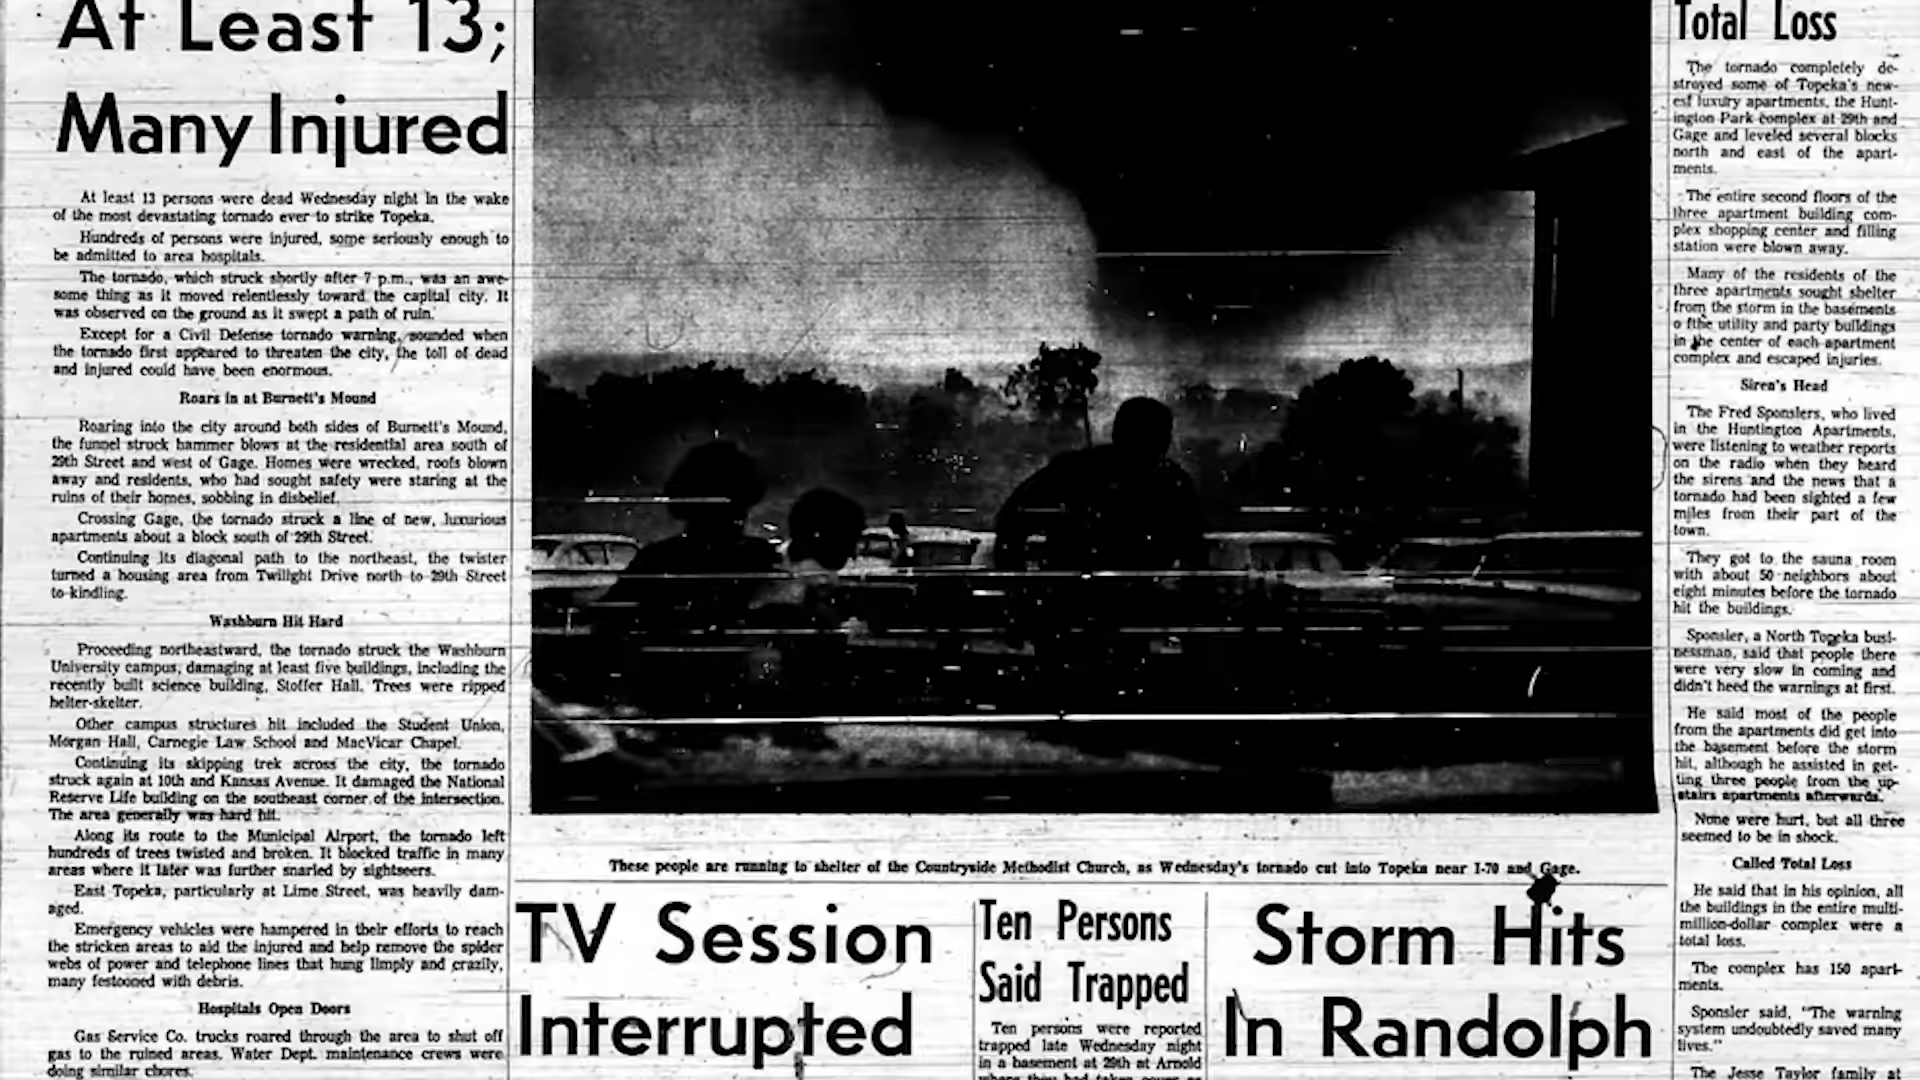 At Least 13;
Many Injured
At least 13 persons were dead Wednesday night in the wake
of the most devastating tornado ever to strike Topeka.
Hundreds of persons were injured, some seriously enough to
be admitted to area hospitals.
The tornado, which struck shortly after 7 p.m., was an awe-
some thing as it moved relentlessly toward the capital city. It
was observed on the ground as it swept a path of ruin.
Except for a Civil Defense tornado warning, sounded when
the tornado first appeared to threaten the city, the toll of dead
and injured could have been enormous.
Roars in at Burnett's Mound
Roaring into the city around both sides of Burnett's Mound,
the funnel struck hammer blows at the residential area south of
29th Street and west of Gage. Homes were wrecked, roofs blown
away and residents, who had sought safety were staring at the
ruins of their homes, sobbing in disbelief.
Crossing Gage, the tornado struck a line of new, luxurious
apartments about a block south of 29th Street.
Continuing its diagonal path to the northeast, the twister
turned a housing area from Twilight Drive north to 29th Street
to kindling.
Washburn Hit Hard
Proceeding northeastward, the tornado struck the Washburn
University campus, damaging at least five buildings, including the
recently built science building, Stoffer Hall. Trees were ripped
helter-skelter.
Other campus structures hit included the Student Union,
Morgan Hall, Carnegie Law School and MacVicar Chapel.
Continuing its skipping trek across the city, the tornado
struck again at 10th and Kansas Avenue. It damaged the National
Reserve Life building on the southeast corner of the intersection.
The area generally was hard hit.
Along its route to the Municipal Airport, the tornado left
hundreds of trees twisted and broken. It blocked traffic in many
areas where it later was further snarled by sightseers.
East Topeka, particularly at Lime Street, was heavily dam-
aged.
Emergency vehicles were hampered in their efforts to reach
the stricken areas to aid the injured and help remove the spider
webs of power and telephone lines that hung limply and crazily,
many festooned with debris.
Hospitals Open Doors
Gas Service Co. trucks roared through the area to shut off
gas to the ruined areas. Water Dept. maintenance crews were
doing similar chores.
These people are running to shelter of the Countryside Methodist Church, as Wednesday's tornado cut into Topeka near I-70 and Gage.
TV Session
Interrupted
Ten Persons
Said Trapped
Ten persons were reported
trapped late Wednesday night
in a basement at 29th at Arnold
where they had taken cover as
Storm Hits
In Randolph
Total Loss
The tornado completely de-
stroyed some of Topeka's new-
est luxury apartments, the Hunt-
ington Park complex at 29th and
Gage and leveled several blocks
north and east of the apart-
ments.
The entire second floors of the
three apartment building com-
plex shopping center and filling
station were blown away.
Many of the residents of the
three apartments sought shelter
from the storm in the basements
o fthe utility and party buildings
in the center of each apartment
complex and escaped injuries.
Siren's Head
The Fred Sponslers, who lived
in the Huntington Apartments,
were listening to weather reports
on the radio when they heard
the sirens and the news that a
tornado had been sighted a few
miles from their part of the
town.
They got to the sauna room
with about 50 neighbors about
eight minutes before the tornado
hit the buildings.
Sponsler, a North Topeka busi-
nessman, said that people there
were very slow in coming and
didn't heed the warnings at first.
He said most of the people
from the apartments did get into
the basement before the storm
hit, although he assisted in get-
ting three people from the up-
stairs apartments afterwards.
None were hurt, but all three
seemed to be in shock.
Called Total Loss
He said that in his opinion, all
the buildings in the entire multi-
million-dollar complex were a
total loss.
The complex has 150 apart-
ments.
Sponsler said, "The warning
system undoubtedly saved many
lives."
The Jesse Taylor family at